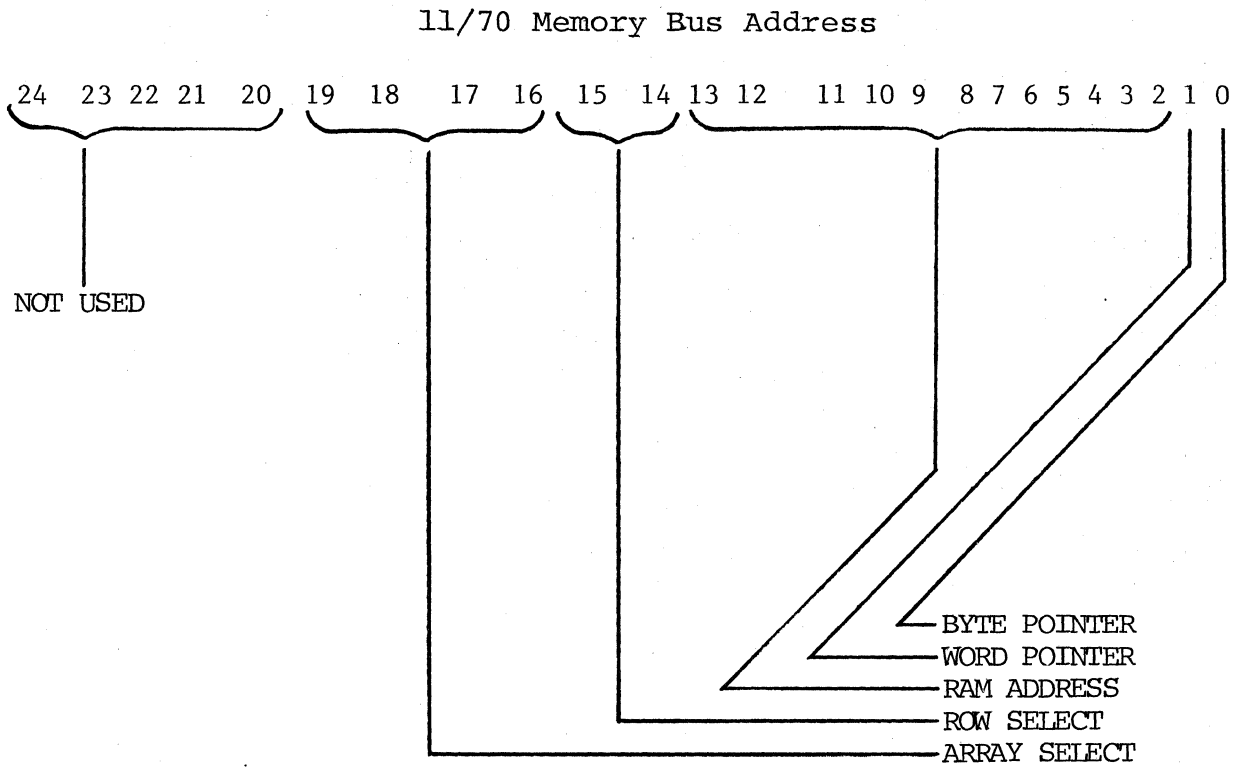 11/70 Memory Bus Address
24 23 22 21 20 19 18 17 16 15 14 13 12 11 10 9 8 7 6 5 4 3 2 1 0
NOT USED
BYTE POINTER
WORD POINTER
RAM ADDRESS
ROW SELECT
ARRAY SELECT